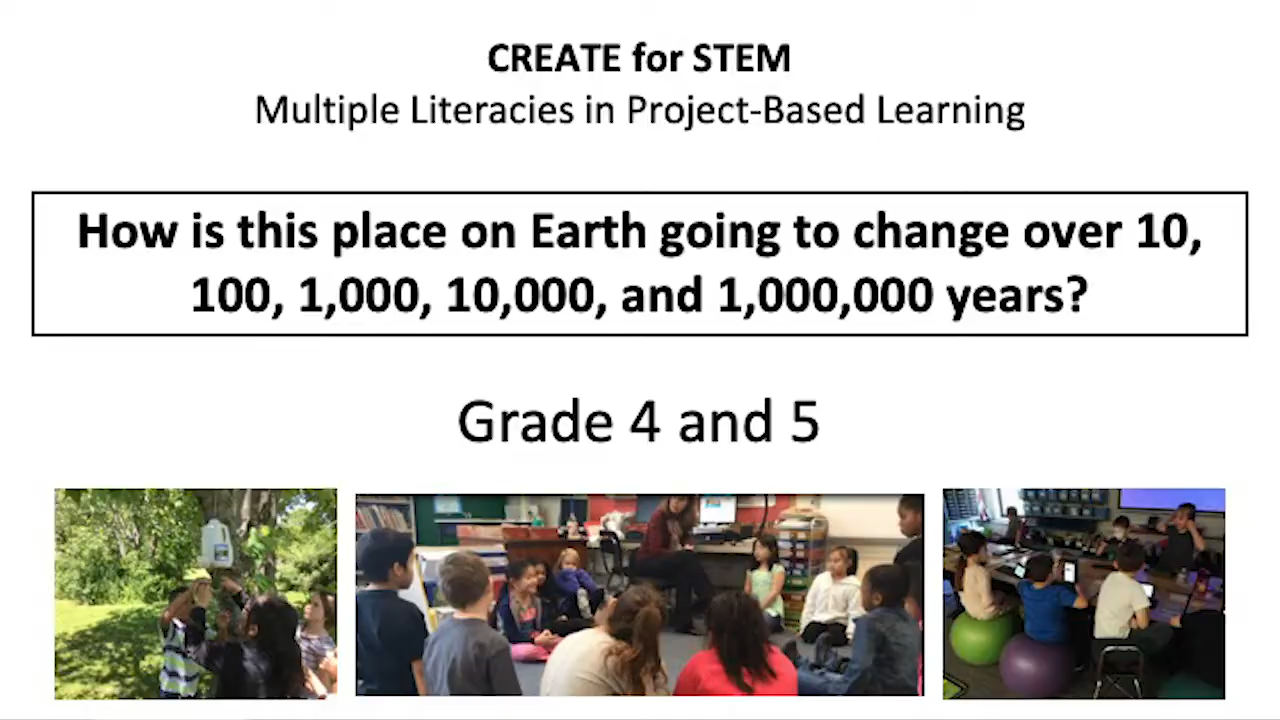 CREATE for STEM
Multiple Literacies in Project-Based Learning
How is this place on Earth going to change over 10,
100, 1,000, 10,000, and 1,000,000 years?
Grade 4 and 5